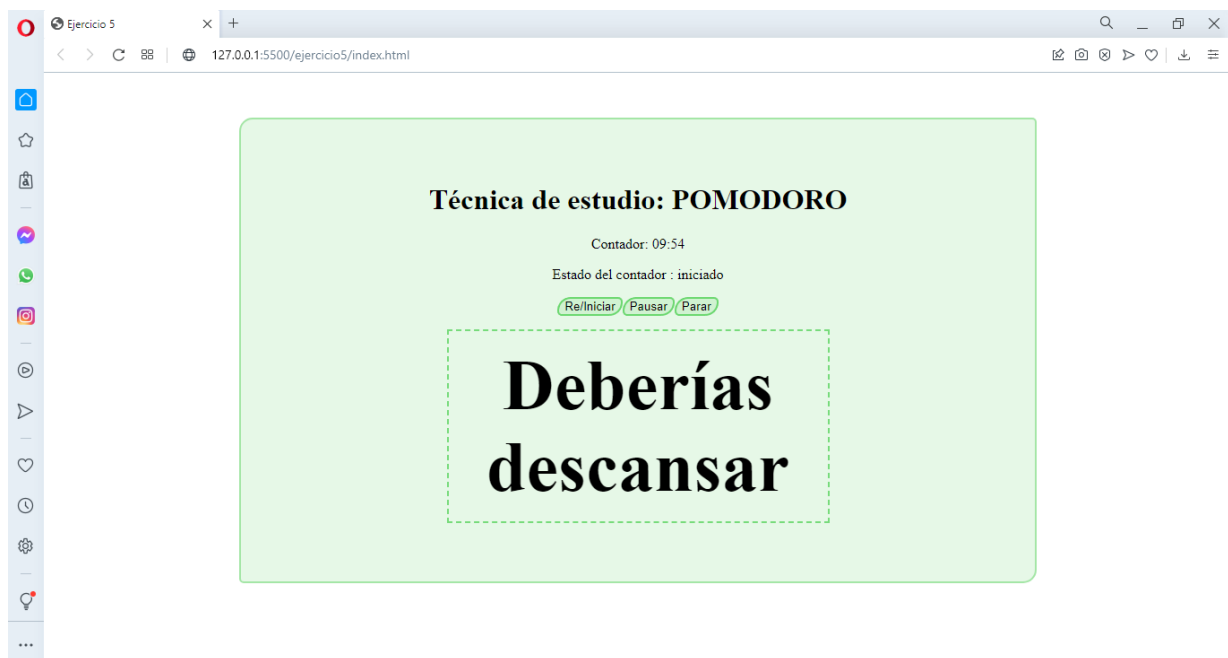 Ejercicio 5
127.0.0.1:5500/ejercicio5/index.html
Técnica de estudio: POMODORO
Contador: 09:54
Estado del contador : iniciado
Re/Iniciar Pausar Parar
Deberías
descansar